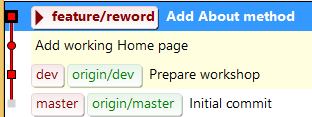 feature/reword Add About method
Add working Home page
dev origin/dev Prepare workshop
master origin/master Initial commit